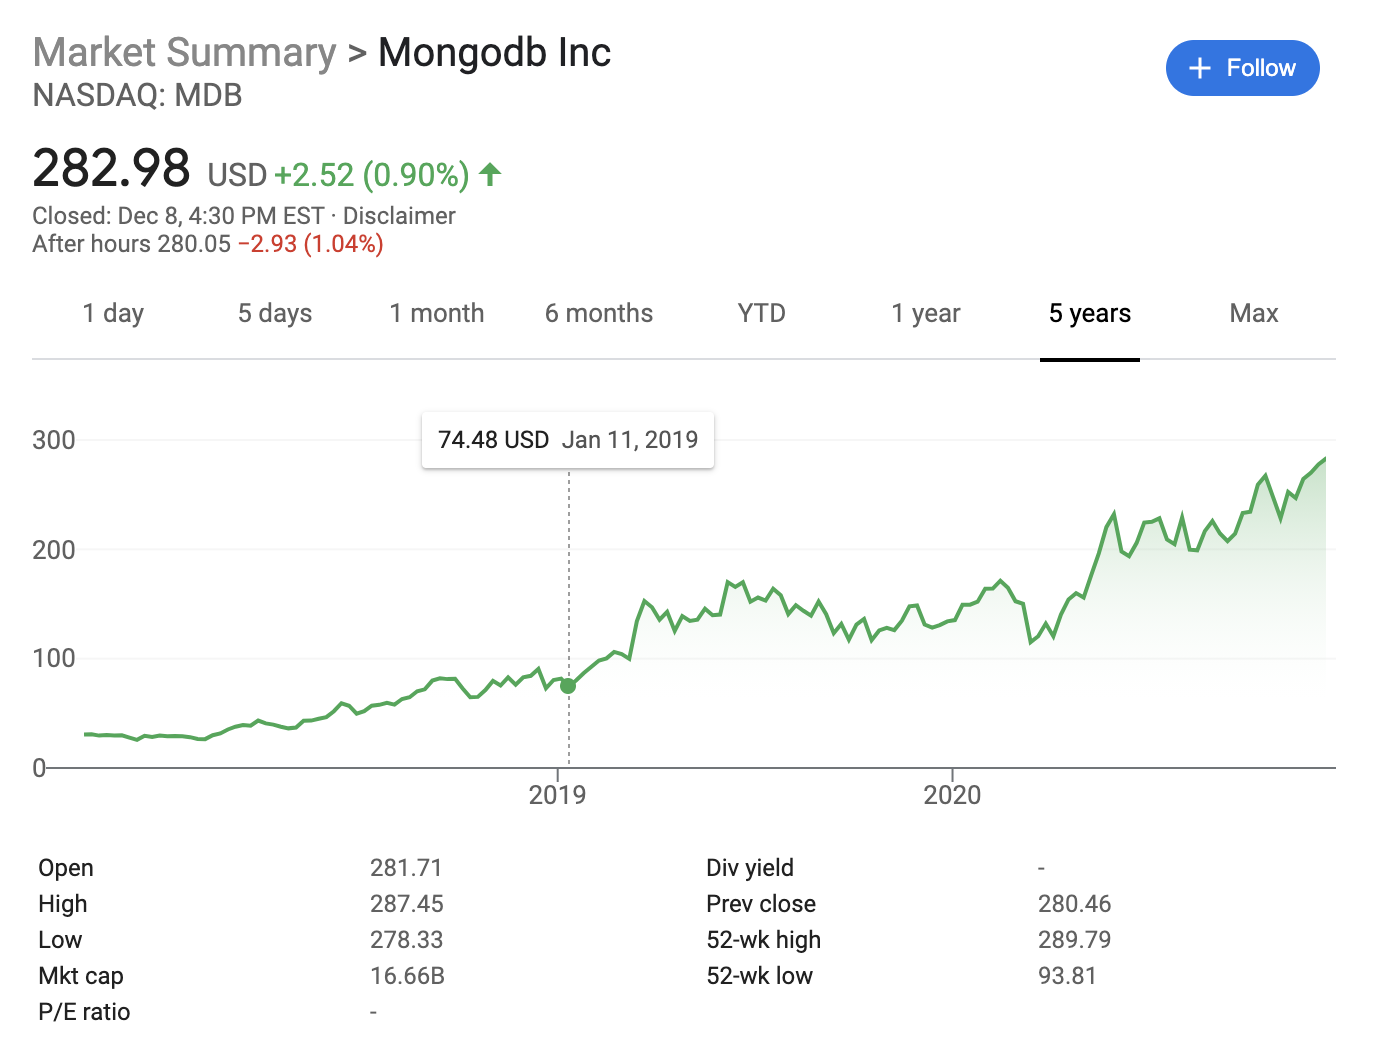 Market Summary > Mongodb Inc
NASDAQ: MDB
+ Follow
282.98 USD +2.52 (0.90%)
Closed: Dec 8, 4:30 PM EST · Disclaimer
After hours 280.05 −2.93 (1.04%)
1 day 5 days 1 month 6 months YTD 1 year 5 years Max
74.48 USD Jan 11, 2019
300
200
100
0
2019 2020
Open 281.71 Div yield -
High 287.45 Prev close 280.46
Low 278.33 52-wk high 289.79
Mkt cap 16.66B 52-wk low 93.81
P/E ratio -